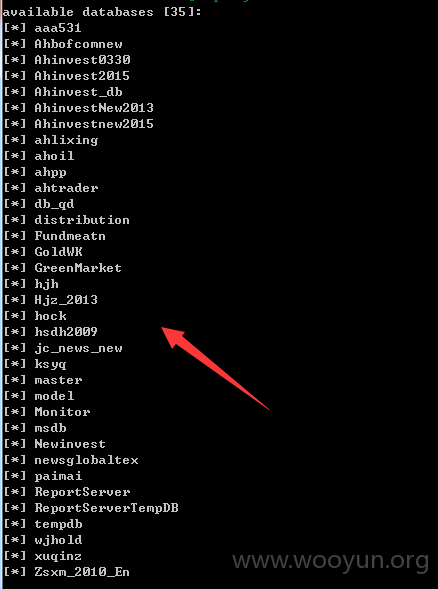 available databases [35]:
[*] aaa531
[*] Ahbofcomnew
[*] Ahinvest0330
[*] Ahinvest2015
[*] Ahinvest_db
[*] AhinvestNew2013
[*] Ahinvestnew2015
[*] ahlixing
[*] ahoil
[*] ahpp
[*] ahtrader
[*] db_qd
[*] distribution
[*] Fundmeatn
[*] GoldWK
[*] GreenMarket
[*] hjh
[*] Hjz_2013
[*] hock
[*] hsdh2009
[*] jc_news_new
[*] ksyq
[*] master
[*] model
[*] Monitor
[*] msdb
[*] Newinvest
[*] newsglobaltex
[*] paimai
[*] ReportServer
[*] ReportServerTempDB
[*] tempdb
[*] wjhold
[*] xuqinz
[*] Zsxm_2010_En
www.wooyun.org